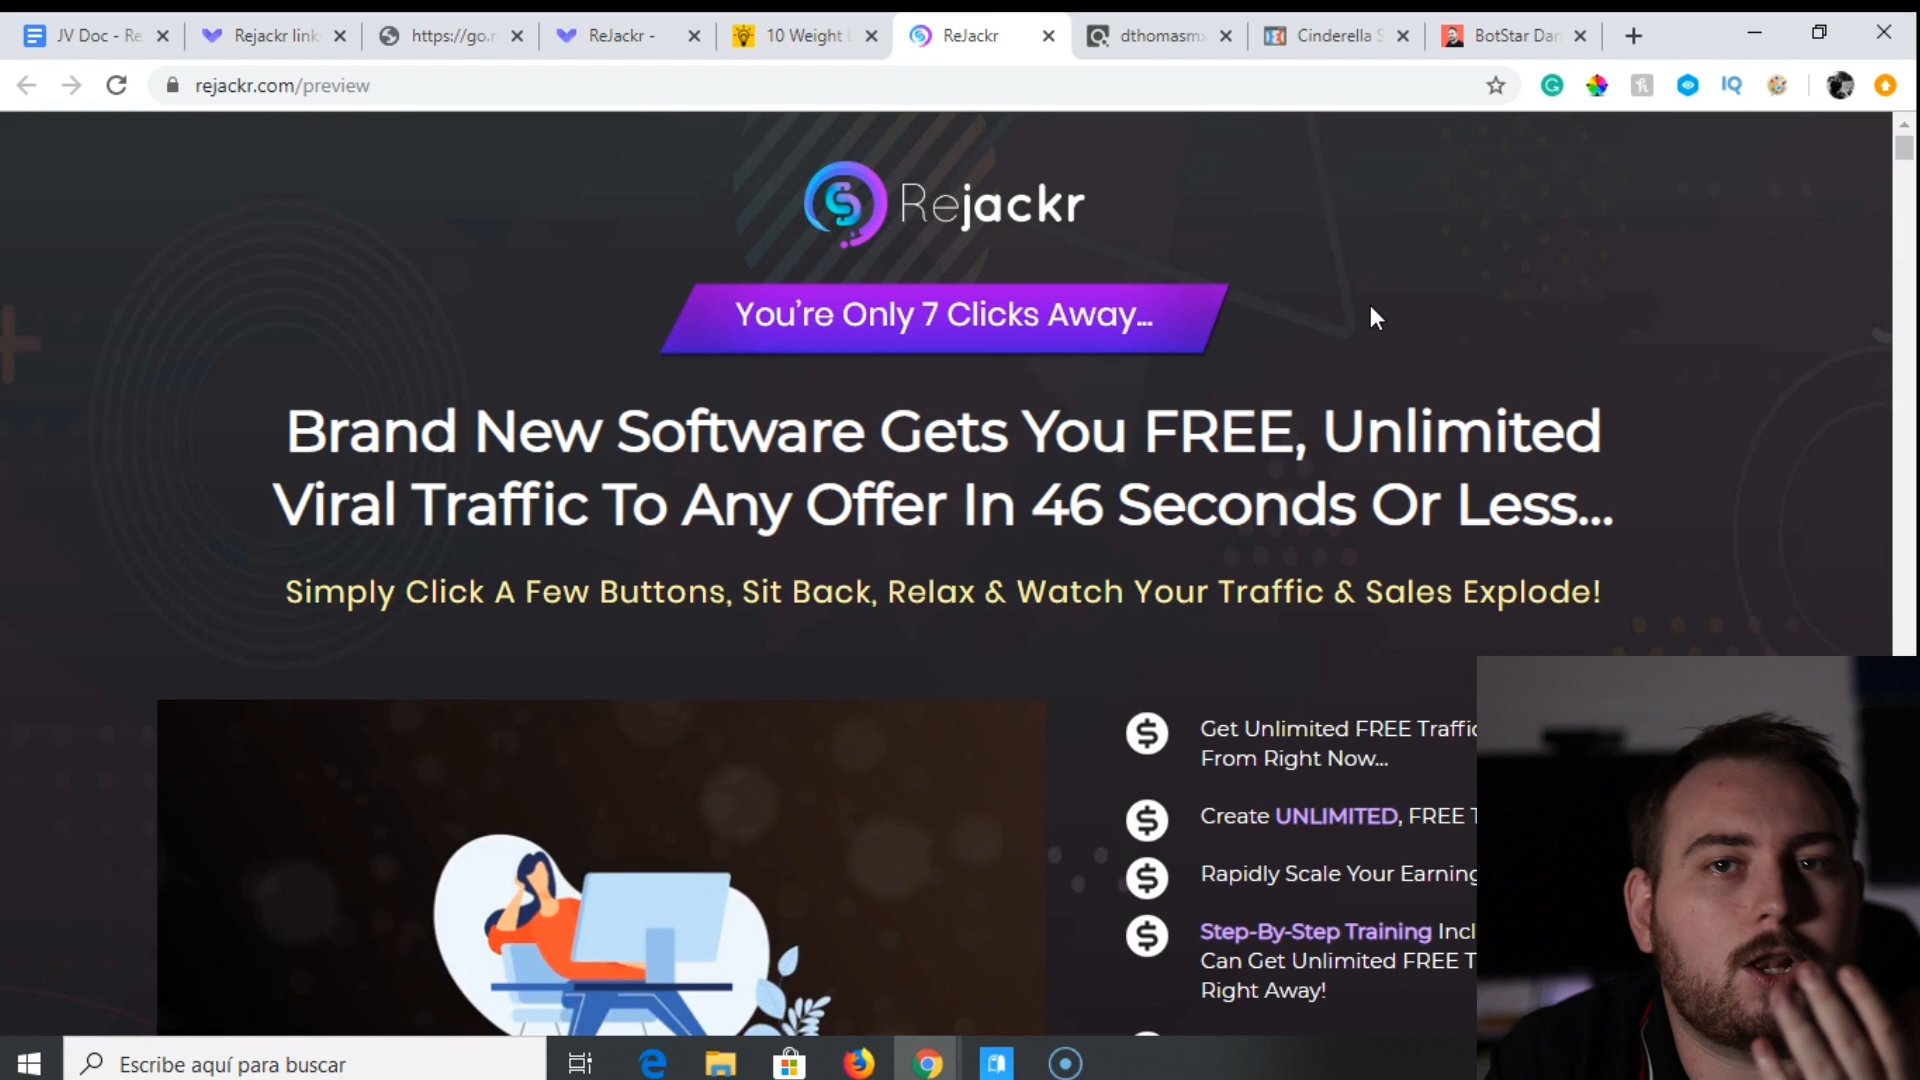 JV Doc - Re
Rejackr link
https://go.r
ReJackr -
10 Weight L
ReJackr
dthomasmx
Cinderella S
BotStar Dan
rejackr.com/preview
IQ
Rejackr
You're Only 7 Clicks Away...
Brand New Software Gets You FREE, Unlimited
Viral Traffic To Any Offer In 46 Seconds Or Less...
Simply Click A Few Buttons, Sit Back, Relax & Watch Your Traffic & Sales Explode!
Get Unlimited FREE Traffic
From Right Now...
Create UNLIMITED, FREE T
Rapidly Scale Your Earning
Step-By-Step Training Incl
Can Get Unlimited FREE T
Right Away!
Escribe aquí para buscar